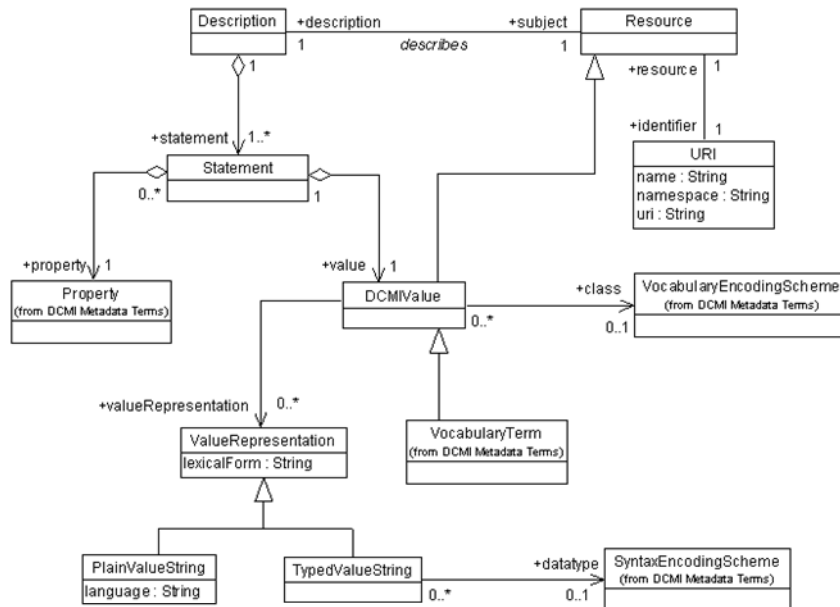 Description
+description
+subject
Resource
1
describes
1
1
+resource
1
+identifier
1
+statement
1..*
URI
name : String
namespace : String
uri : String
Statement
0..*
1
+property
1
+value
1
Property
(from DCMI Metadata Terms)
DCMIValue
+class
VocabularyEncodingScheme
(from DCMI Metadata Terms)
0..*
0..1
+valueRepresentation
0..*
ValueRepresentation
lexicalForm : String
VocabularyTerm
(from DCMI Metadata Terms)
PlainValueString
language : String
TypedValueString
+datatype
SyntaxEncodingScheme
(from DCMI Metadata Terms)
0..*
0..1